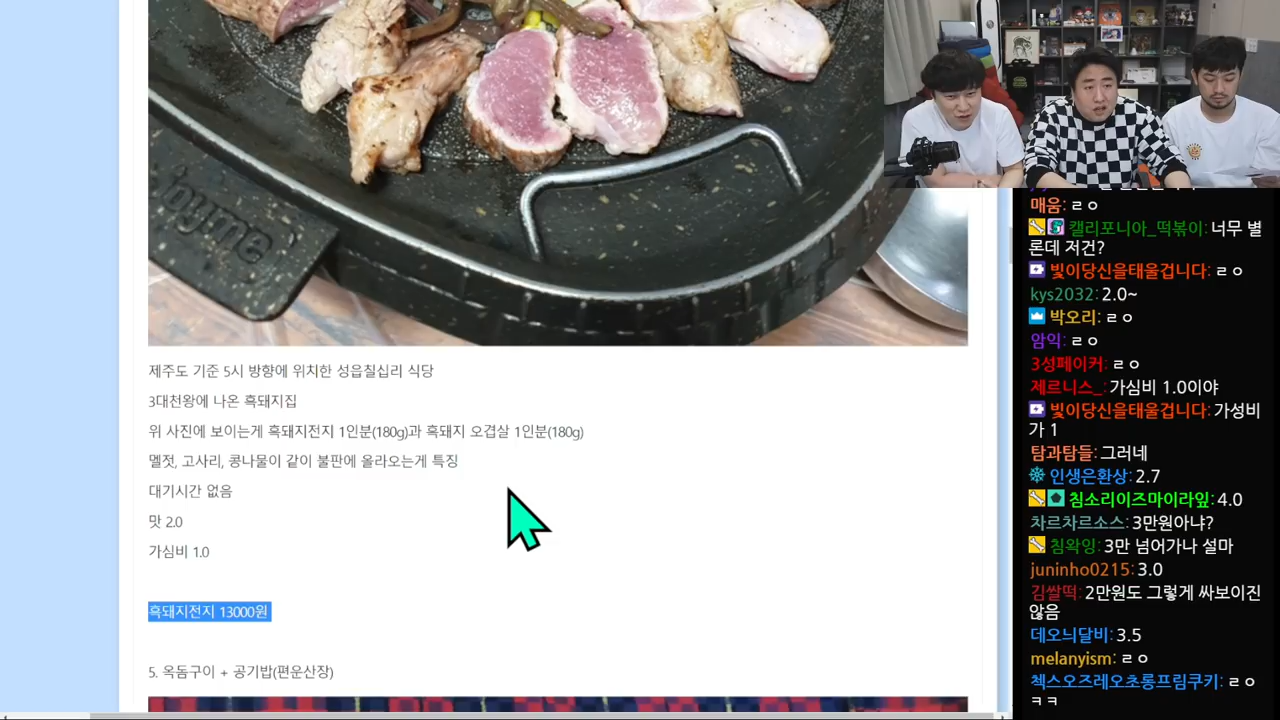 Joyme
제주도 기준 5시 방향에 위치한 성읍칠십리 식당
3대천왕에 나온 흑돼지집
위 사진에 보이는게 흑돼지전지 1인분(180g)과 흑돼지 오겹살 1인분(180g)
멜젓, 고사리, 콩나물이 같이 불판에 올라오는게 특징
대기시간 없음
맛 2.0
가심비 1.0
흑돼지전지 13000원
5. 옥돔구이 + 공기밥(편운산장)
매움: ㄹㅇ
캘리포니아_떡볶이: 너무 별
론데 저건?
빛이당신을태울겁니다: ㄹㅇ
kys2032: 2.0~
박오리: ㄹㅇ
암익: ㄹㅇ
3성페이커: ㄹㅇ
제르니스_: 가심비 1.0이야
빛이당신을태울겁니다: 가성비
가 1
탐과탐들: 그러네
인생은환상: 2.7
침소리이즈마이라잎: 4.0
차르차르소스: 3만원아냐?
침왁잉: 3만 넘어가나 설마
juninho0215: 3.0
김쌀떡: 2만원도 그렇게 싸보이진
않음
데오늬달비: 3.5
melanyism: ㄹㅇ
첵스오즈레오초롱프림쿠키: ㄹㅇ
ㅋㅋ